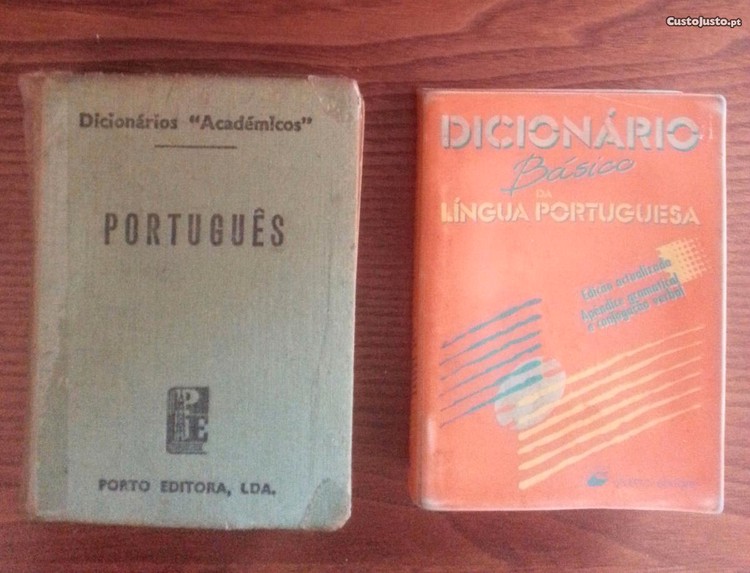 CustoJusto.pt
Dicionários "Académicos"
PORTUGUÊS
PE
PORTO EDITORA, LDA.
DICIONÁRIO
Básico
DA
LÍNGUA PORTUGUESA
Edição actualizada
Apêndice gramatical
e conjugação verbal